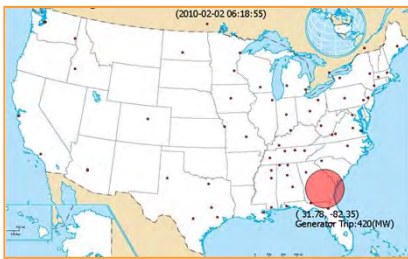 (2010-02-02 06:18:55)
( 31.78, -82.35)
Generator Trip:420(MW)